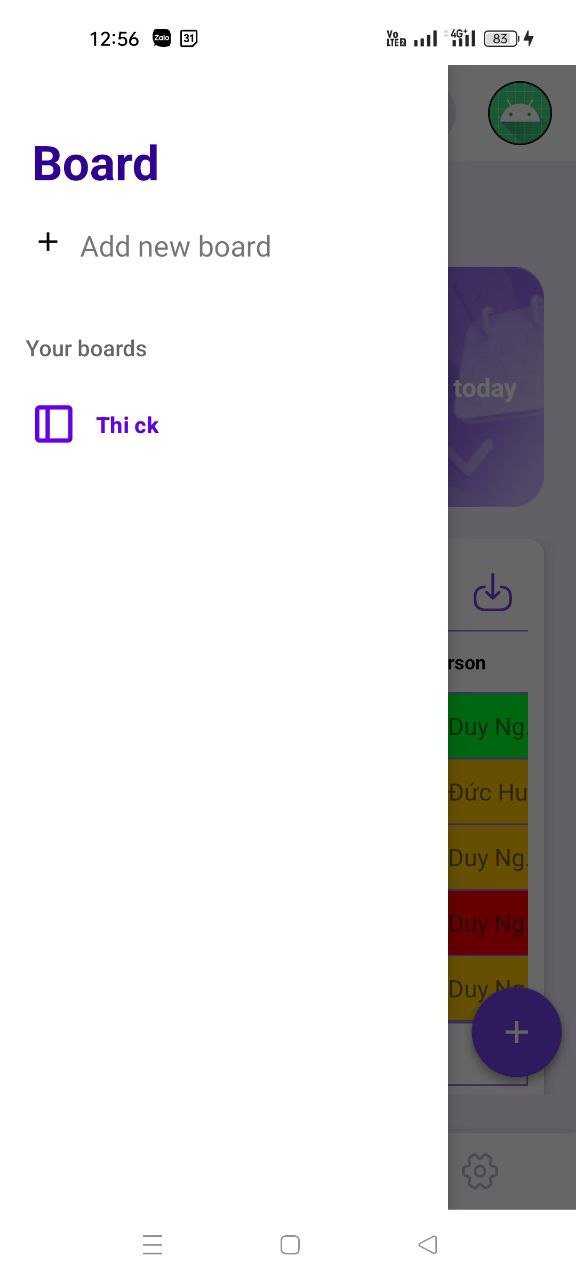 12:56 Zalo 31 Vo LTE2 4G+ 83
Board
+ Add new board
Your boards
Thi ck
today
rson
Duy Ng.
Đức Hu
Duy Ng.
Duy Ng.
Duy Ng.
+